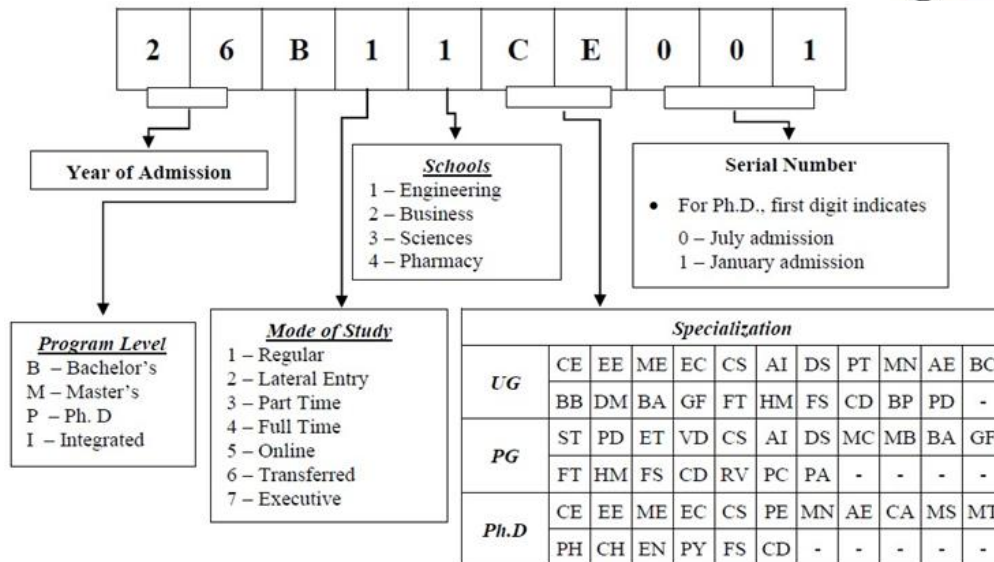 2 6 B 1 1 C E 0 0 1
Year of Admission
Schools
1 – Engineering
2 – Business
3 – Sciences
4 – Pharmacy
Serial Number
• For Ph.D., first digit indicates
0 – July admission
1 – January admission
Program Level
B – Bachelor's
M – Master's
P – Ph. D
I – Integrated
Mode of Study
1 – Regular
2 – Lateral Entry
3 – Part Time
4 – Full Time
5 – Online
6 – Transferred
7 – Executive
Specialization
UG
CE EE ME EC CS AI DS PT MN AE BC
BB DM BA GF FT HM FS CD BP PD -
PG
ST PD ET VD CS AI DS MC MB BA GF
FT HM FS CD RV PC PA - - - -
Ph.D
CE EE ME EC CS PE MN AE CA MS MT
PH CH EN PY FS CD - - - - -